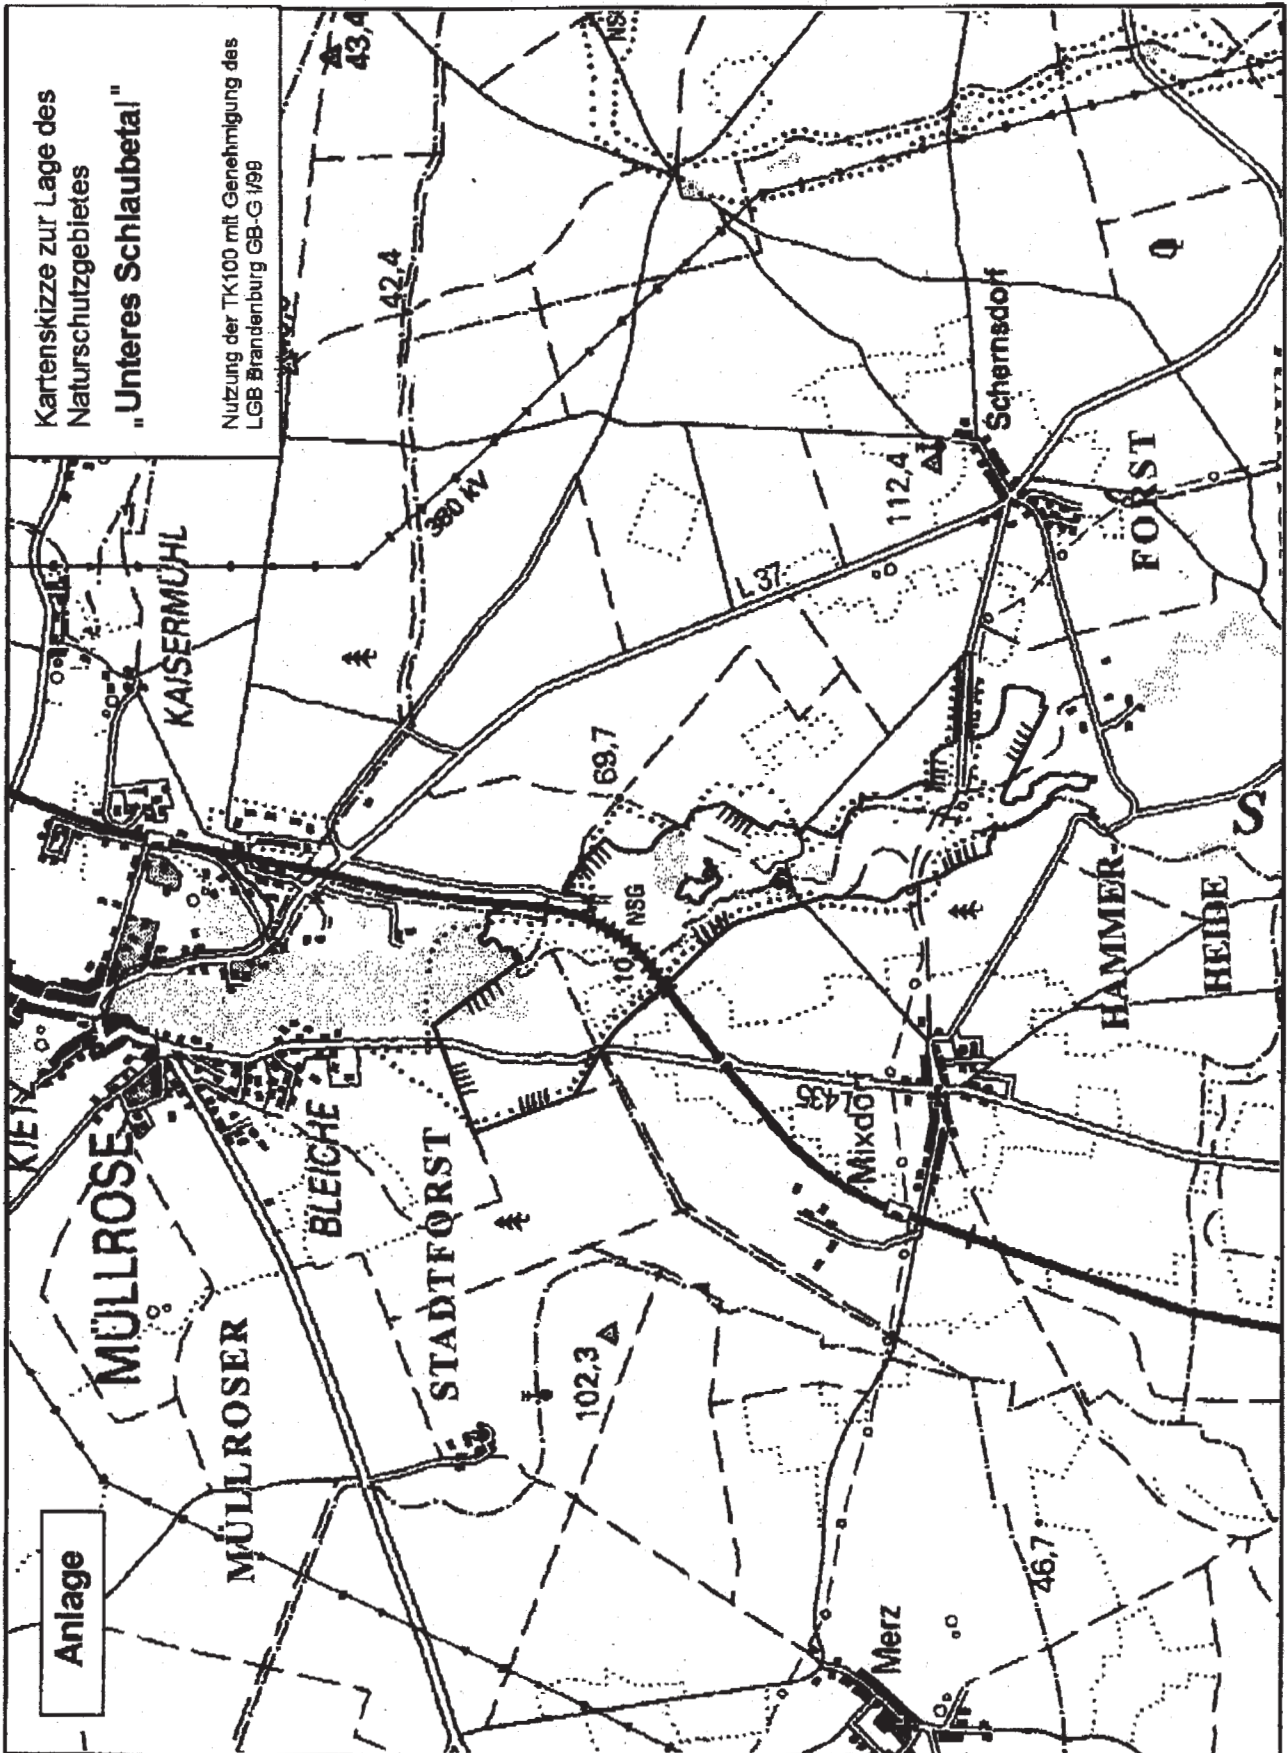 Anlage
Kartenskizze zur Lage des
Naturschutzgebietes
"Unteres Schlaubetal"
Nutzung der TK100 mit Genehmigung des
LGB Brandenburg GB-G I/99
43,4
NSG
42,4
KAISERMÜHL
380 kV
MÜLLROSE
MÜLLROSER
BLEICHE
STADTFORST
69,7
L 37
112,4
Schernsdorf
FORST
NSG
10
102,3
L435
Mixdorf
HAMMER-
HEIDE
S
46,7
Merz